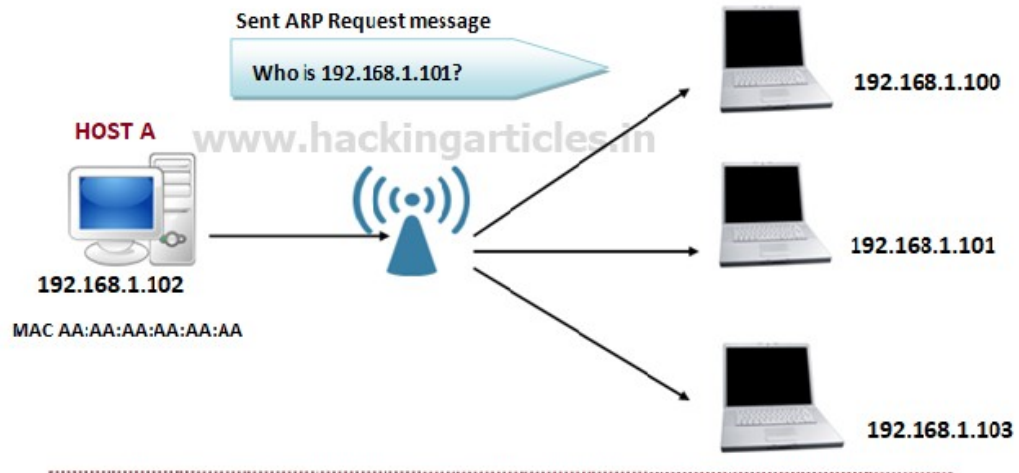 Sent ARP Request message
Who is 192.168.1.101?
192.168.1.100
HOST A
www.hackingarticles.in
192.168.1.101
192.168.1.102
MAC AA:AA:AA:AA:AA:AA
192.168.1.103